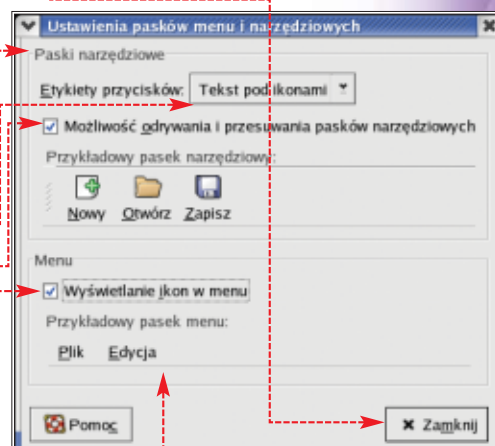 Ustawienia pasków menu i narzędziowych
Paski narzędziowe
Etykiety przycisków: Tekst pod ikonami
Możliwość odrywania i przesuwania pasków narzędziowych
Przykładowy pasek narzędziowy:
Nowy Otwórz Zapisz
Menu
Wyświetlanie ikon w menu
Przykładowy pasek menu:
Plik Edycja
Pomoc Zamknij